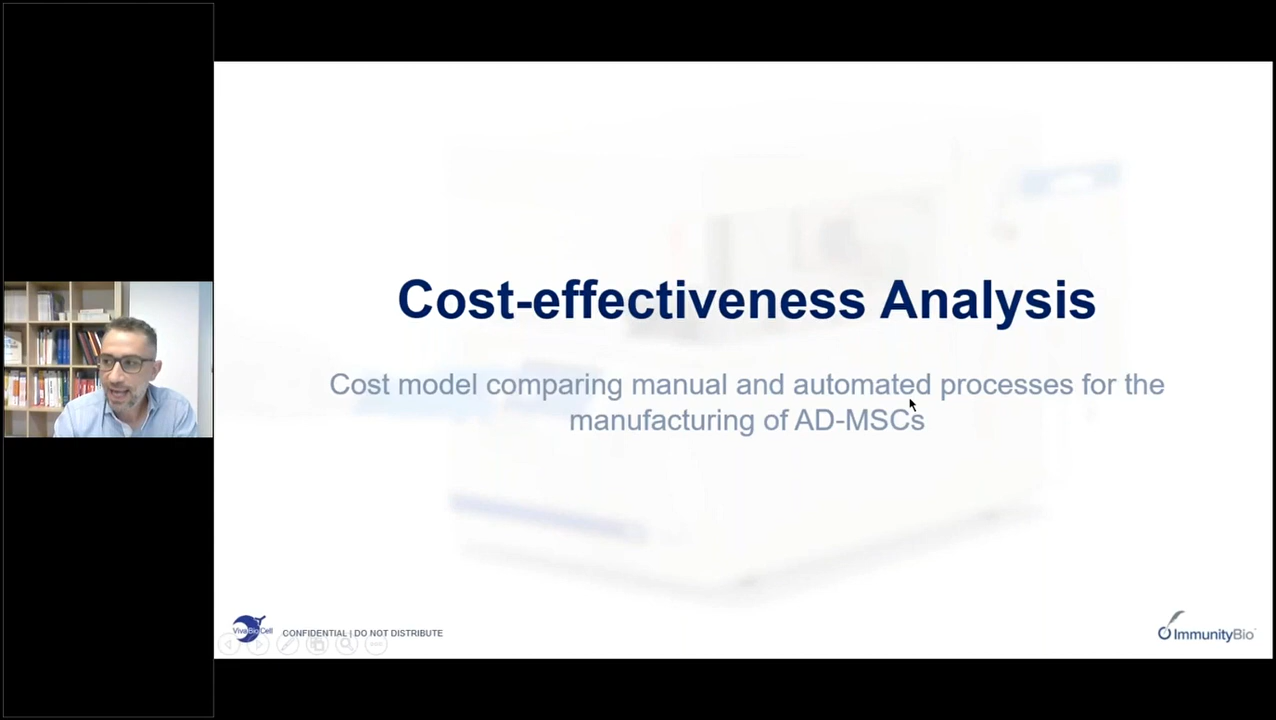 Cost-effectiveness Analysis
Cost model comparing manual and automated processes for the
manufacturing of AD-MSCs
VivaBioCell
CONFIDENTIAL | DO NOT DISTRIBUTE
ImmunityBio